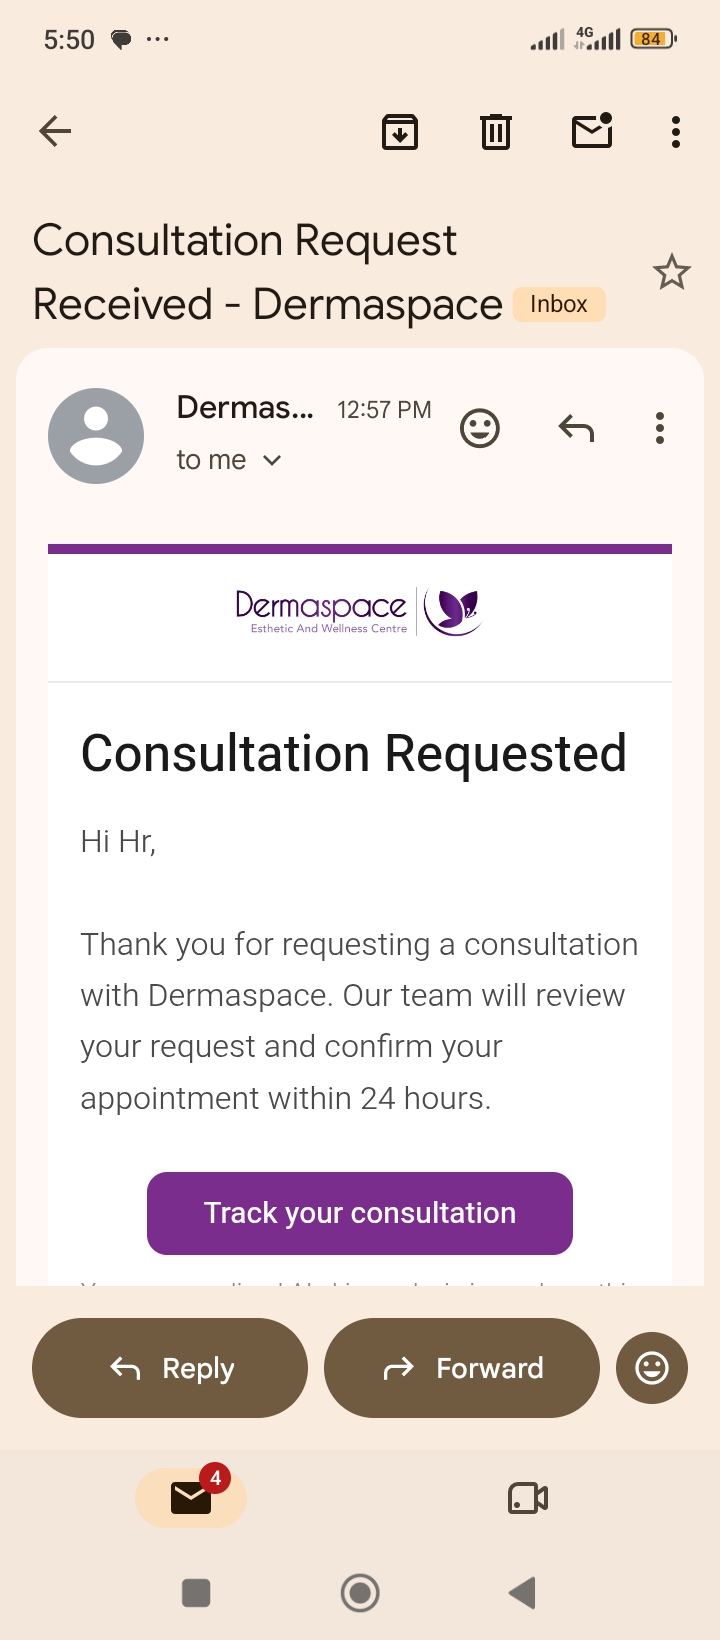 5:50
4G
84
Consultation Request
Received - Dermaspace Inbox
Dermas... 12:57 PM
to me
Dermaspace
Esthetic And Wellness Centre
Consultation Requested
Hi Hr,
Thank you for requesting a consultation
with Dermaspace. Our team will review
your request and confirm your
appointment within 24 hours.
Track your consultation
Reply
Forward
4